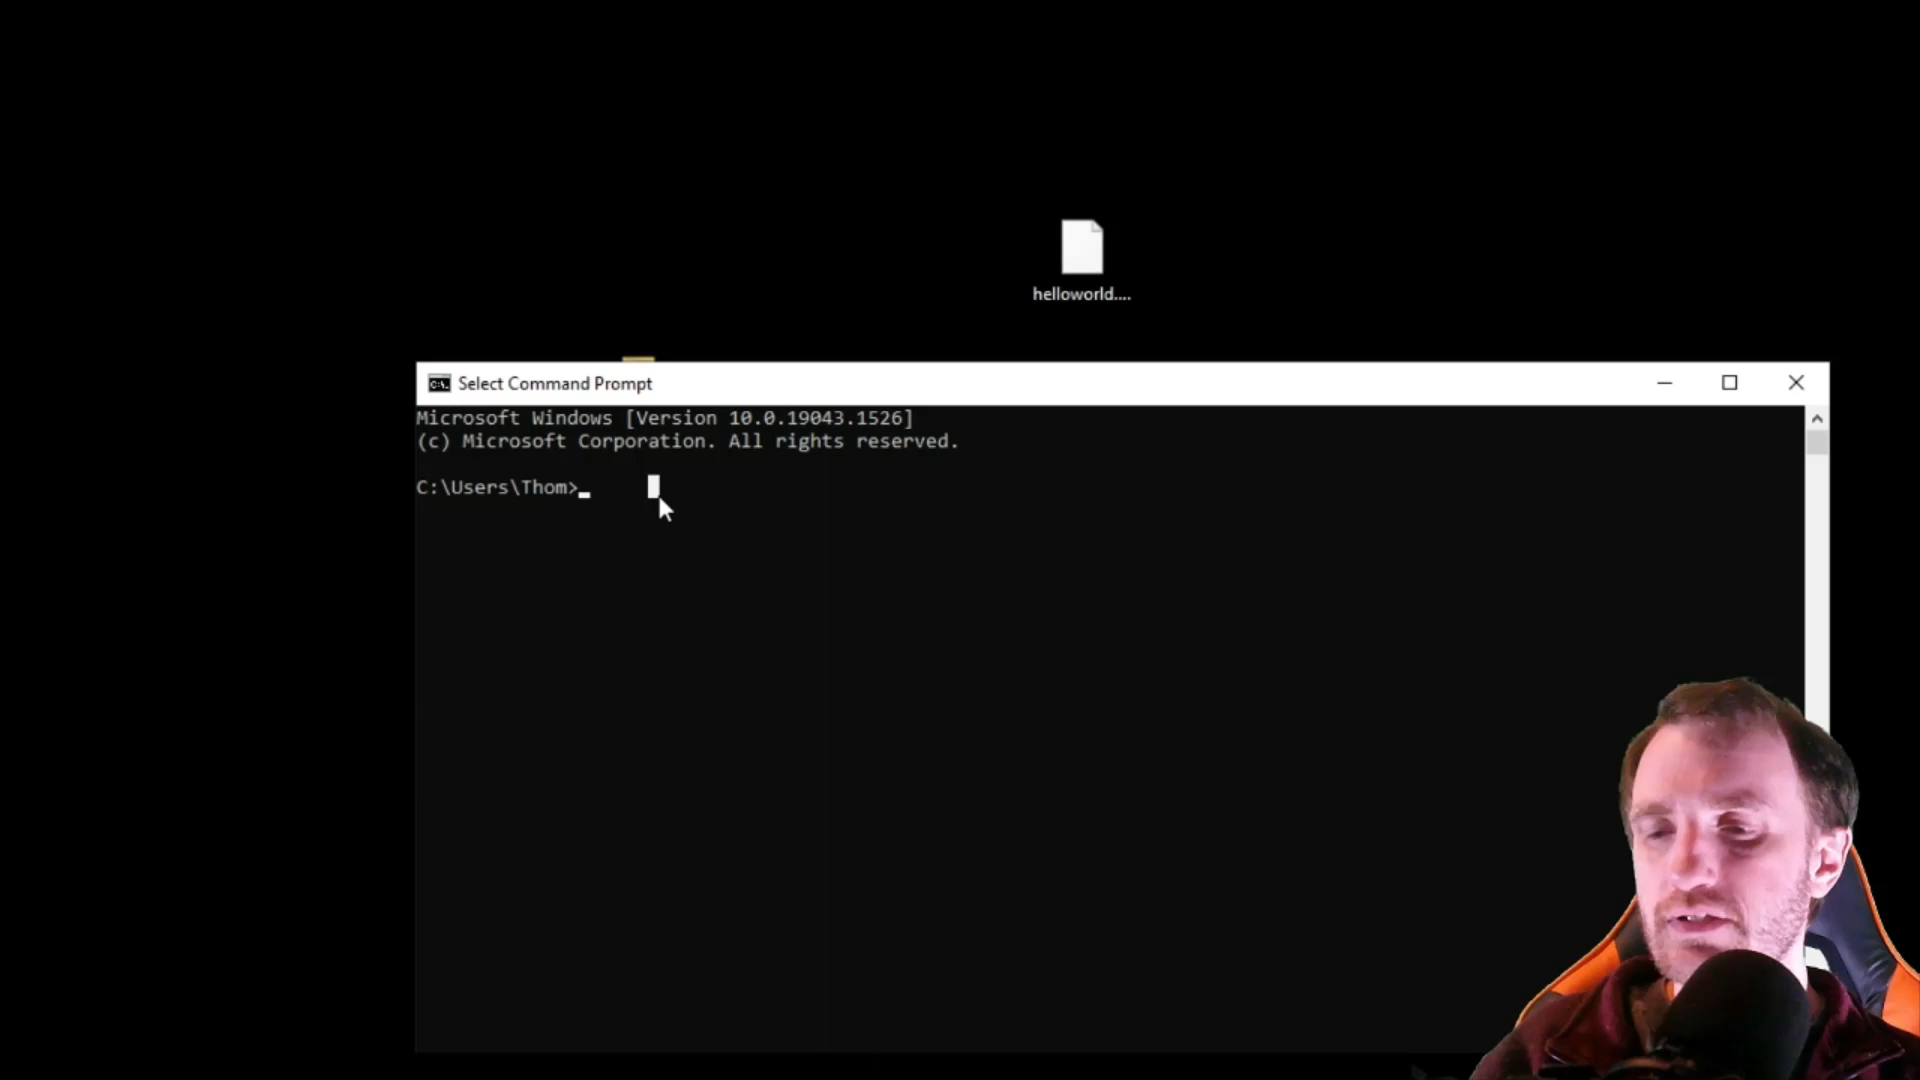 helloworld....
Select Command Prompt
Microsoft Windows [Version 10.0.19043.1526]
(c) Microsoft Corporation. All rights reserved.
C:\Users\Thom>